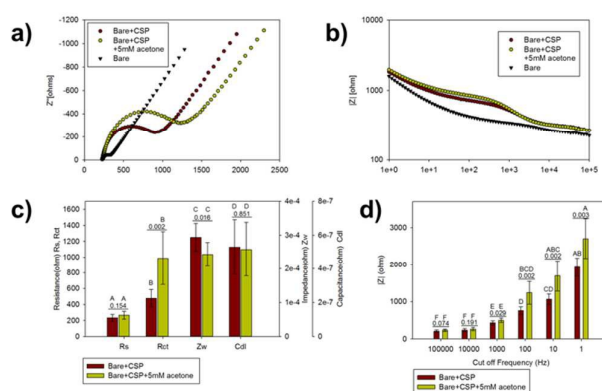 a)
Bare+CSP
Bare+CSP
+5mM acetone
Bare
Z"[ohms]
-1200
-1000
-800
-600
-400
-200
0
0 500 1000 1500 2000 2500
Z'[ohms]
b)
Bare+CSP
Bare+CSP
+5mM acetone
Bare
|Z| [ohms]
10000
1000
100
1e+0 1e+1 1e+2 1e+3 1e+4 1e+5
c)
Resistance(ohm) Rs, Rct
1600
1400
1200
1000
800
600
400
200
0
A A
0.154
B
0.002
B
C C
0.016
D D
0.851
Rs Rct Zw Cdl
4e-4
3e-4
2e-4
1e-4
0
Impedance(ohm) Zw
8e-7
6e-7
4e-7
2e-7
0
Capacitance(ohm) Cdl
Bare+CSP
Bare+CSP+5mM acetone
d)
|Z| (ohm)
2000
1000
0
F F
0.074
F F
0.191
E E
0.029
BCD
0.002
D
ABC
0.002
CD
A
0.003
AB
100000 10000 1000 100 10 1
Cut off Frequency (Hz)
Bare+CSP
Bare+CSP+5mM acetone